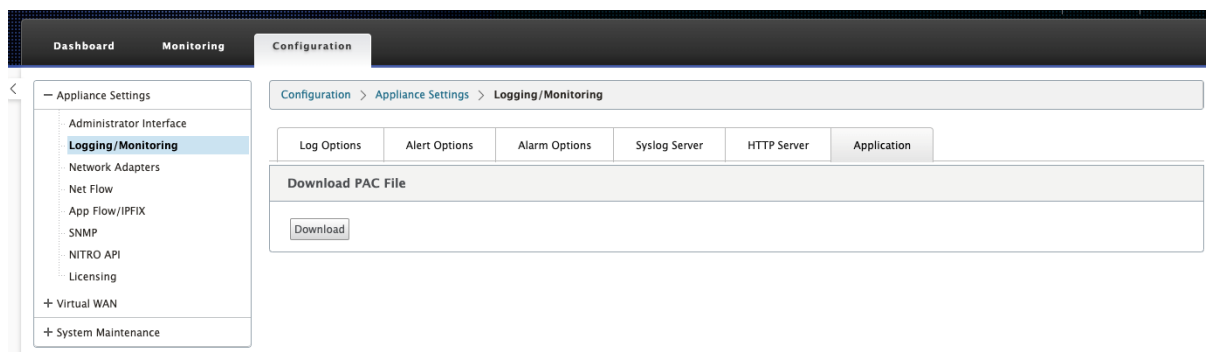 Dashboard Monitoring Configuration
Configuration > Appliance Settings > Logging/Monitoring
− Appliance Settings
Administrator Interface
Logging/Monitoring
Network Adapters
Net Flow
App Flow/IPFIX
SNMP
NITRO API
Licensing
+ Virtual WAN
+ System Maintenance
Log Options Alert Options Alarm Options Syslog Server HTTP Server Application
Download PAC File
Download